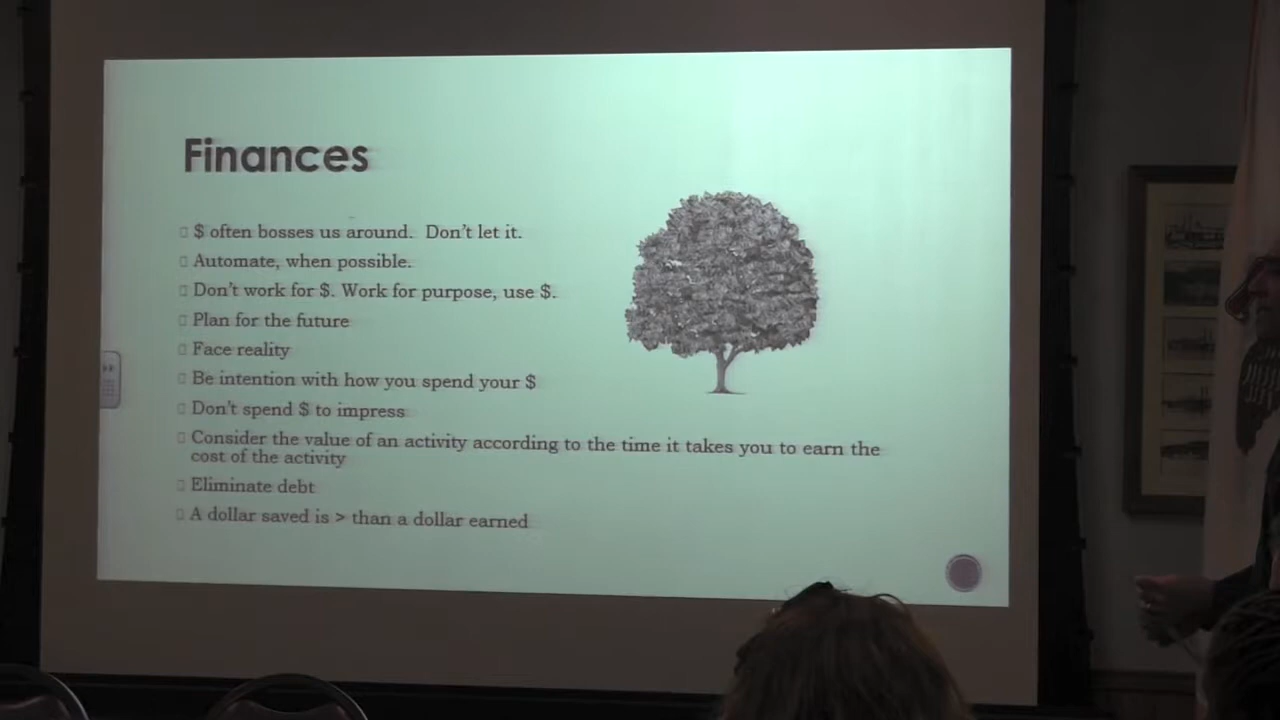 Finances
$ often bosses us around. Don't let it.
Automate, when possible.
Don't work for $. Work for purpose, use $.
Plan for the future
Face reality
Be intention with how you spend your $
Don't spend $ to impress
Consider the value of an activity according to the time it takes you to earn the
cost of the activity
Eliminate debt
A dollar saved is > than a dollar earned